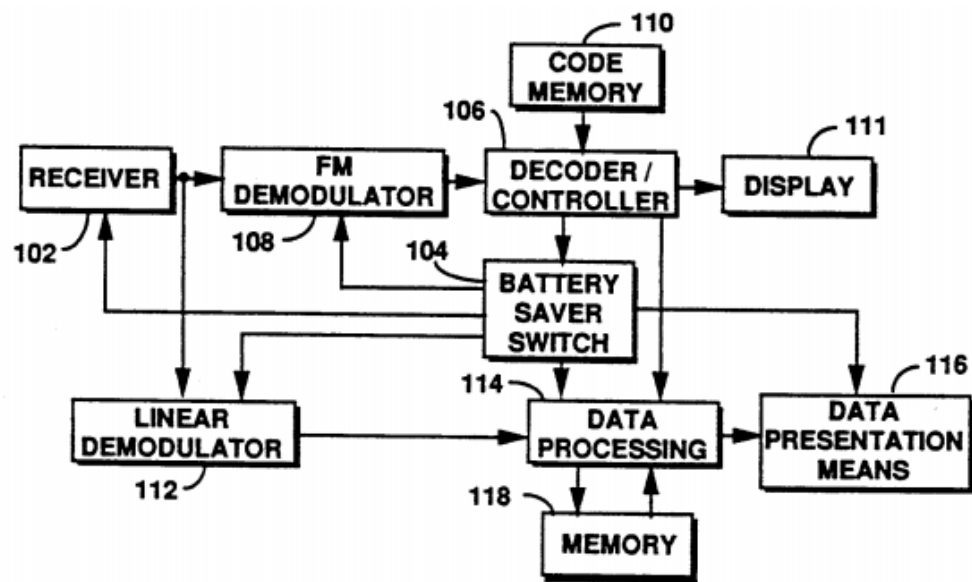 110
CODE
MEMORY
106
111
RECEIVER
FM
DEMODULATOR
DECODER /
CONTROLLER
DISPLAY
102
108
104
BATTERY
SAVER
SWITCH
114
116
LINEAR
DEMODULATOR
DATA
PROCESSING
DATA
PRESENTATION
MEANS
112
118
MEMORY